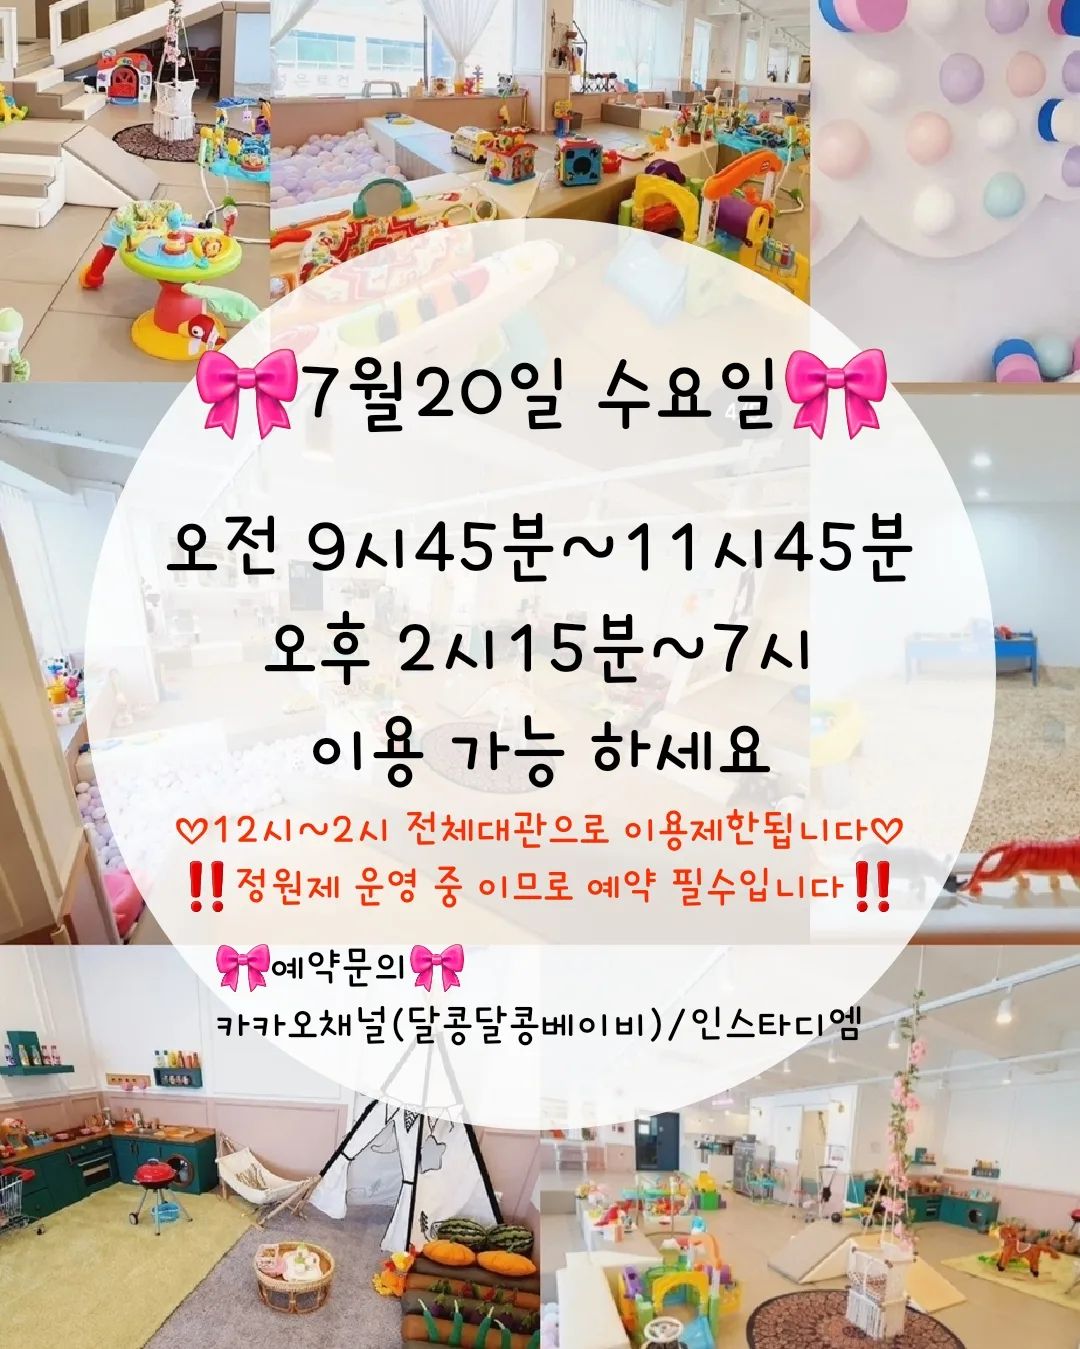 🎀7월20일 수요일🎀
오전 9시45분~11시45분
오후 2시15분~7시
이용 가능 하세요
♡12시~2시 전체대관으로 이용제한됩니다♡
‼️정원제 운영 중 이므로 예약 필수입니다‼️
🎀예약문의🎀
카카오채널(달콩달콩베이비)/인스타디엠